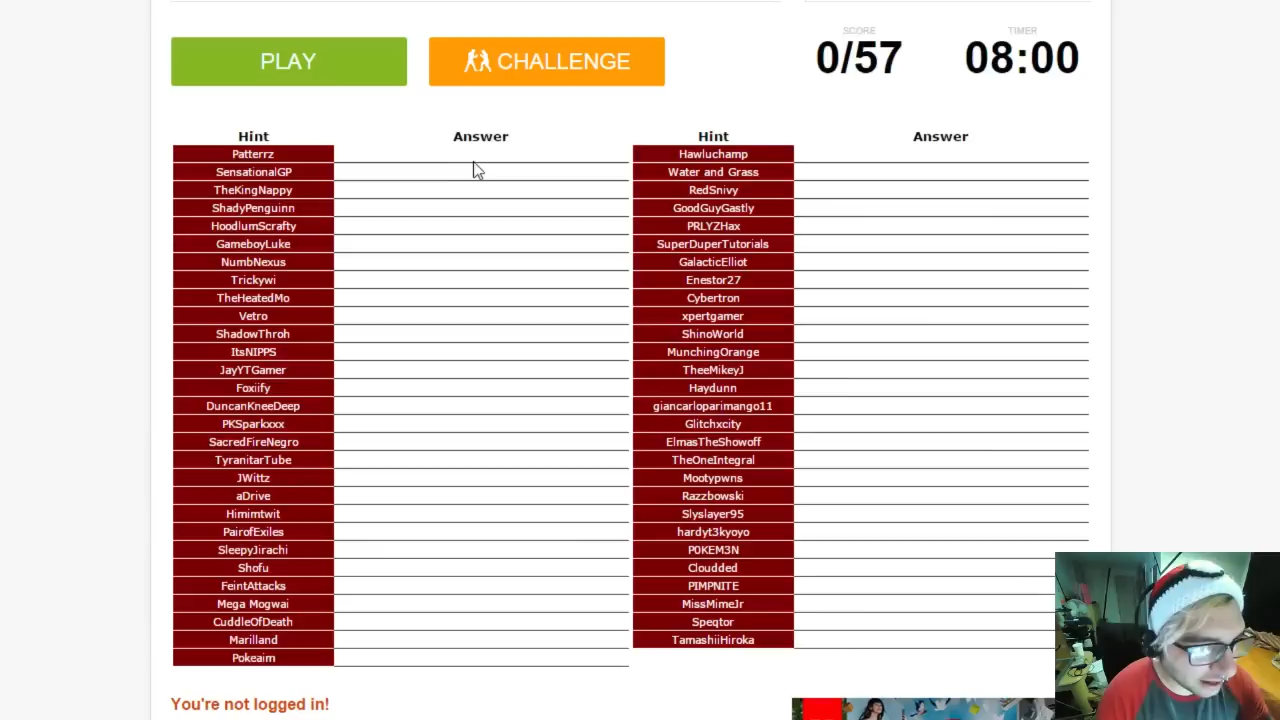 SCORE
TIMER
PLAY
CHALLENGE
0/57
08:00
Hint
Answer
Patterrz
SensationalGP
TheKingNappy
ShadyPenguinn
HoodlumScrafty
GameboyLuke
NumbNexus
Trickywi
TheHeatedMo
Vetro
ShadowThroh
ItsNIPPS
JayYTGamer
Foxiify
DuncanKneeDeep
PKSparkxxx
SacredFireNegro
TyranitarTube
JWittz
aDrive
Himimtwit
PairofExiles
SleepyJirachi
Shofu
FeintAttacks
Mega Mogwai
CuddleOfDeath
Marilland
Pokeaim
Hint
Answer
Hawluchamp
Water and Grass
RedSnivy
GoodGuyGastly
PRLYZHax
SuperDuperTutorials
GalacticElliot
Enestor27
Cybertron
xpertgamer
ShinoWorld
MunchingOrange
TheeMikeyJ
Haydunn
giancarloparimango11
Glitchxcity
ElmasTheShowoff
TheOneIntegral
Mootypwns
Razzbowski
Slyslayer95
hardyt3kyoyo
P0KEM3N
Cloudded
PIMPNITE
MissMimeJr
Speqtor
TamashiiHiroka
You're not logged in!